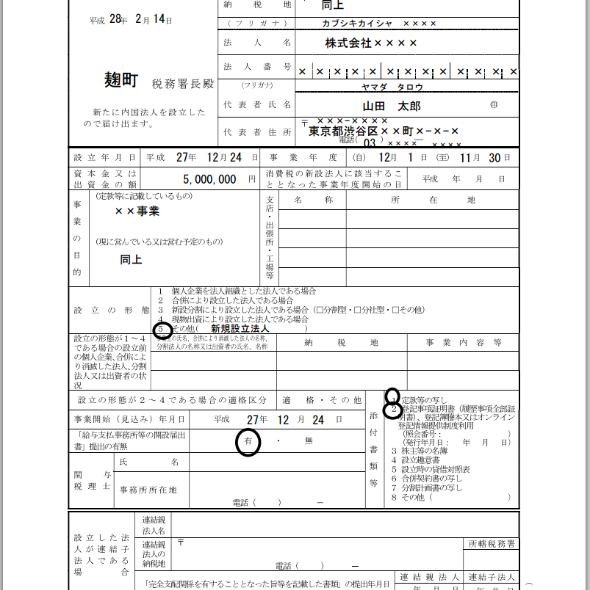 納 税 地 同上
平成 28年 2月 14日
（フリガナ） カブシキカイシャ ××××
法 人 名 株式会社××××
法 人 番 号 ×××××××××××××
麹町 税務署長殿
（フリガナ） ヤマダ タロウ
代 表 者 氏 名 山田 太郎 ㊞
新たに内国法人を設立した
ので届け出ます。
代 表 者 住 所 〒 ×××-××××
東京都渋谷区××町×-×-×
電話( 03 ) ×××× － ××××
設 立 年 月 日 平成 27年 12月 24 日 事 業 年 度 (自) 12月 1 日 (至) 11月 30日
資 本 金 又 は
出 資 金 の 額 5,000,000 円
消費税の新設法人に該当するこ
ととなった事業年度開始の日 平成 年 月 日
事業の目的
(定款等に記載しているもの)
××事業
(現に営んでいる又は営む予定のもの)
同上
支店・出張所・工場等
名 称 所 在 地
設 立 の 形 態
1 個人企業を法人組織とした法人である場合
2 合併により設立した法人である場合
3 新設分割により設立した法人である場合（□分割型・□分社型・□その他）
4 現物出資により設立した法人である場合
5 その他( 新規設立法人 )
設立の形態が１～４
である場合の設立前
の個人企業、合併によ
り消滅した法人、分割
法人又は出資者の状
況
分割法人の名称又は出資者の氏名、名称
納 税 地 事 業 内 容 等
設立の形態が２～４である場合の適格区分 適 格 ・ そ の 他
事業開始（見込み）年月日 平成 27年 12 月 24 日
「給与支払事務所等の開設届出
書」提出の有無 有 ・ 無
関 与
税 理 士
氏 名
事務所所在地
電話（ ） －
添付書類等
1 定款等の写し
2 登記事項証明書（履歴事項全部証
明書）、登記簿謄本又はオンライン
登記情報提供制度利用
（照会番号： ）
（発行年月日： 年 月 日）
3 株主等の名簿
4 設立趣意書
5 設立時の貸借対照表
6 合併契約書の写し
7 分割計画書の写し
8 その他（ ）
設 立 し た 法
人 が 連 結 子
法 人 で あ る
場 合
連結親
法人名
連結親
法人の
納税地
〒
電話（ ） －
所轄税務署
「完全支配関係を有することとなった旨等を記載した書類」の提出年月日
連 結 親 法 人 連結子法人
年 月 日 年 月 日